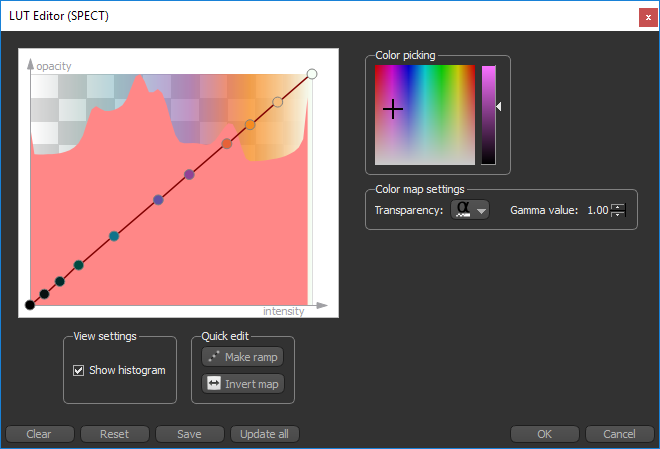 LUT Editor (SPECT)
x
opacity
intensity
Color picking
Color map settings
Transparency: α
Gamma value: 1.00
View settings
Show histogram
Quick edit
Make ramp
Invert map
Clear
Reset
Save
Update all
OK
Cancel